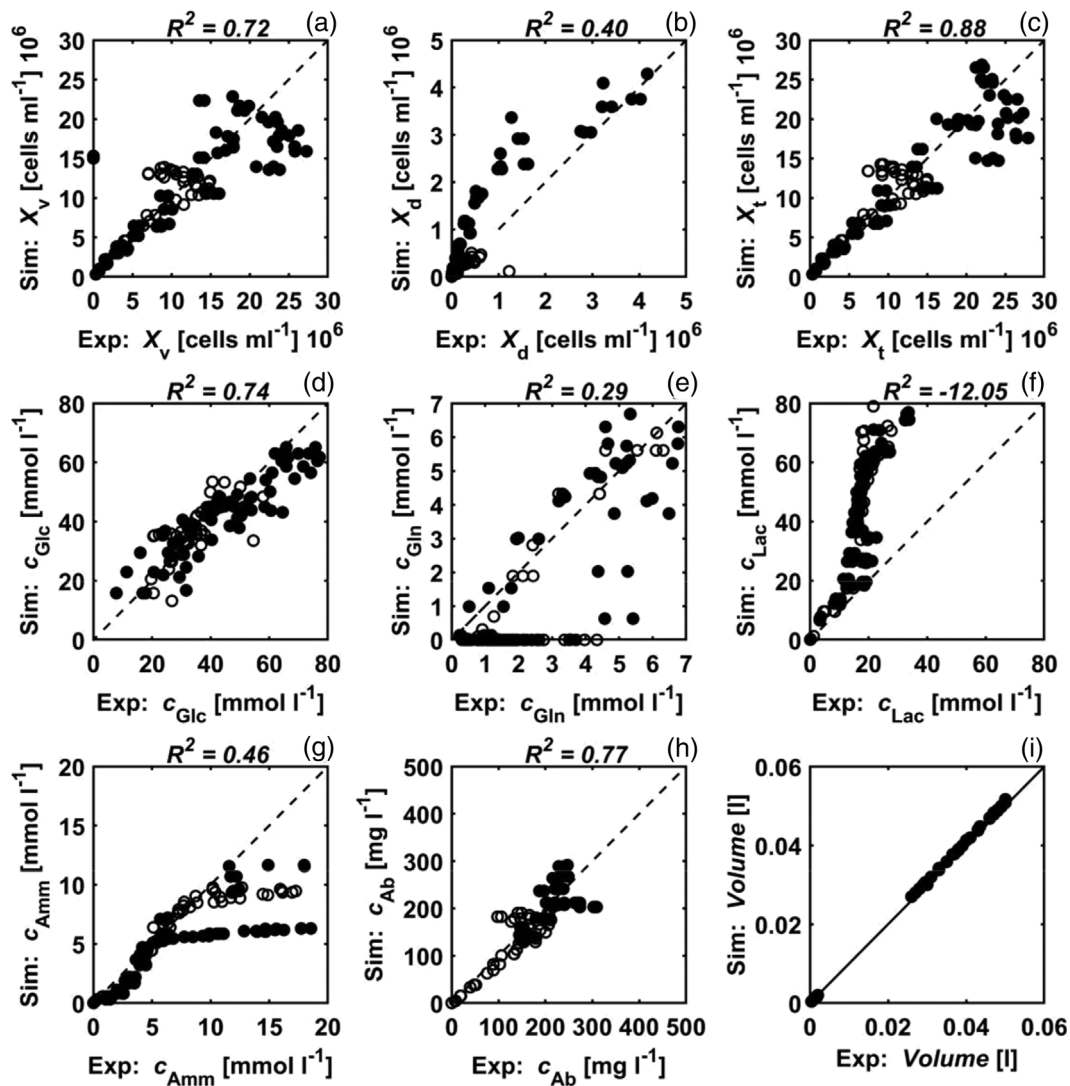 (a) (b) (c)
R² = 0.72 R² = 0.40 R² = 0.88
Sim: Xv [cells ml⁻¹] 10⁶
30
25
20
15
10
5
0
0 5 10 15 20 25 30
Exp: Xv [cells ml⁻¹] 10⁶
Sim: Xd [cells ml⁻¹] 10⁶
5
4
3
2
1
0
0 1 2 3 4 5
Exp: Xd [cells ml⁻¹] 10⁶
Sim: Xt [cells ml⁻¹] 10⁶
30
25
20
15
10
5
0
0 5 10 15 20 25 30
Exp: Xt [cells ml⁻¹] 10⁶
(d) (e) (f)
R² = 0.74 R² = 0.29 R² = -12.05
Sim: cGlc [mmol l⁻¹]
80
60
40
20
0
0 20 40 60 80
Exp: cGlc [mmol l⁻¹]
Sim: cGln [mmol l⁻¹]
7
6
5
4
3
2
1
0
0 1 2 3 4 5 6 7
Exp: cGln [mmol l⁻¹]
Sim: cLac [mmol l⁻¹]
80
60
40
20
0
0 20 40 60 80
Exp: cLac [mmol l⁻¹]
(g) (h) (i)
R² = 0.46 R² = 0.77
Sim: cAmm [mmol l⁻¹]
20
15
10
5
0
0 5 10 15 20
Exp: cAmm [mmol l⁻¹]
Sim: cAb [mg l⁻¹]
500
400
300
200
100
0
0 100 200 300 400 500
Exp: cAb [mg l⁻¹]
Sim: Volume [l]
0.06
0.04
0.02
0
0 0.02 0.04 0.06
Exp: Volume [l]